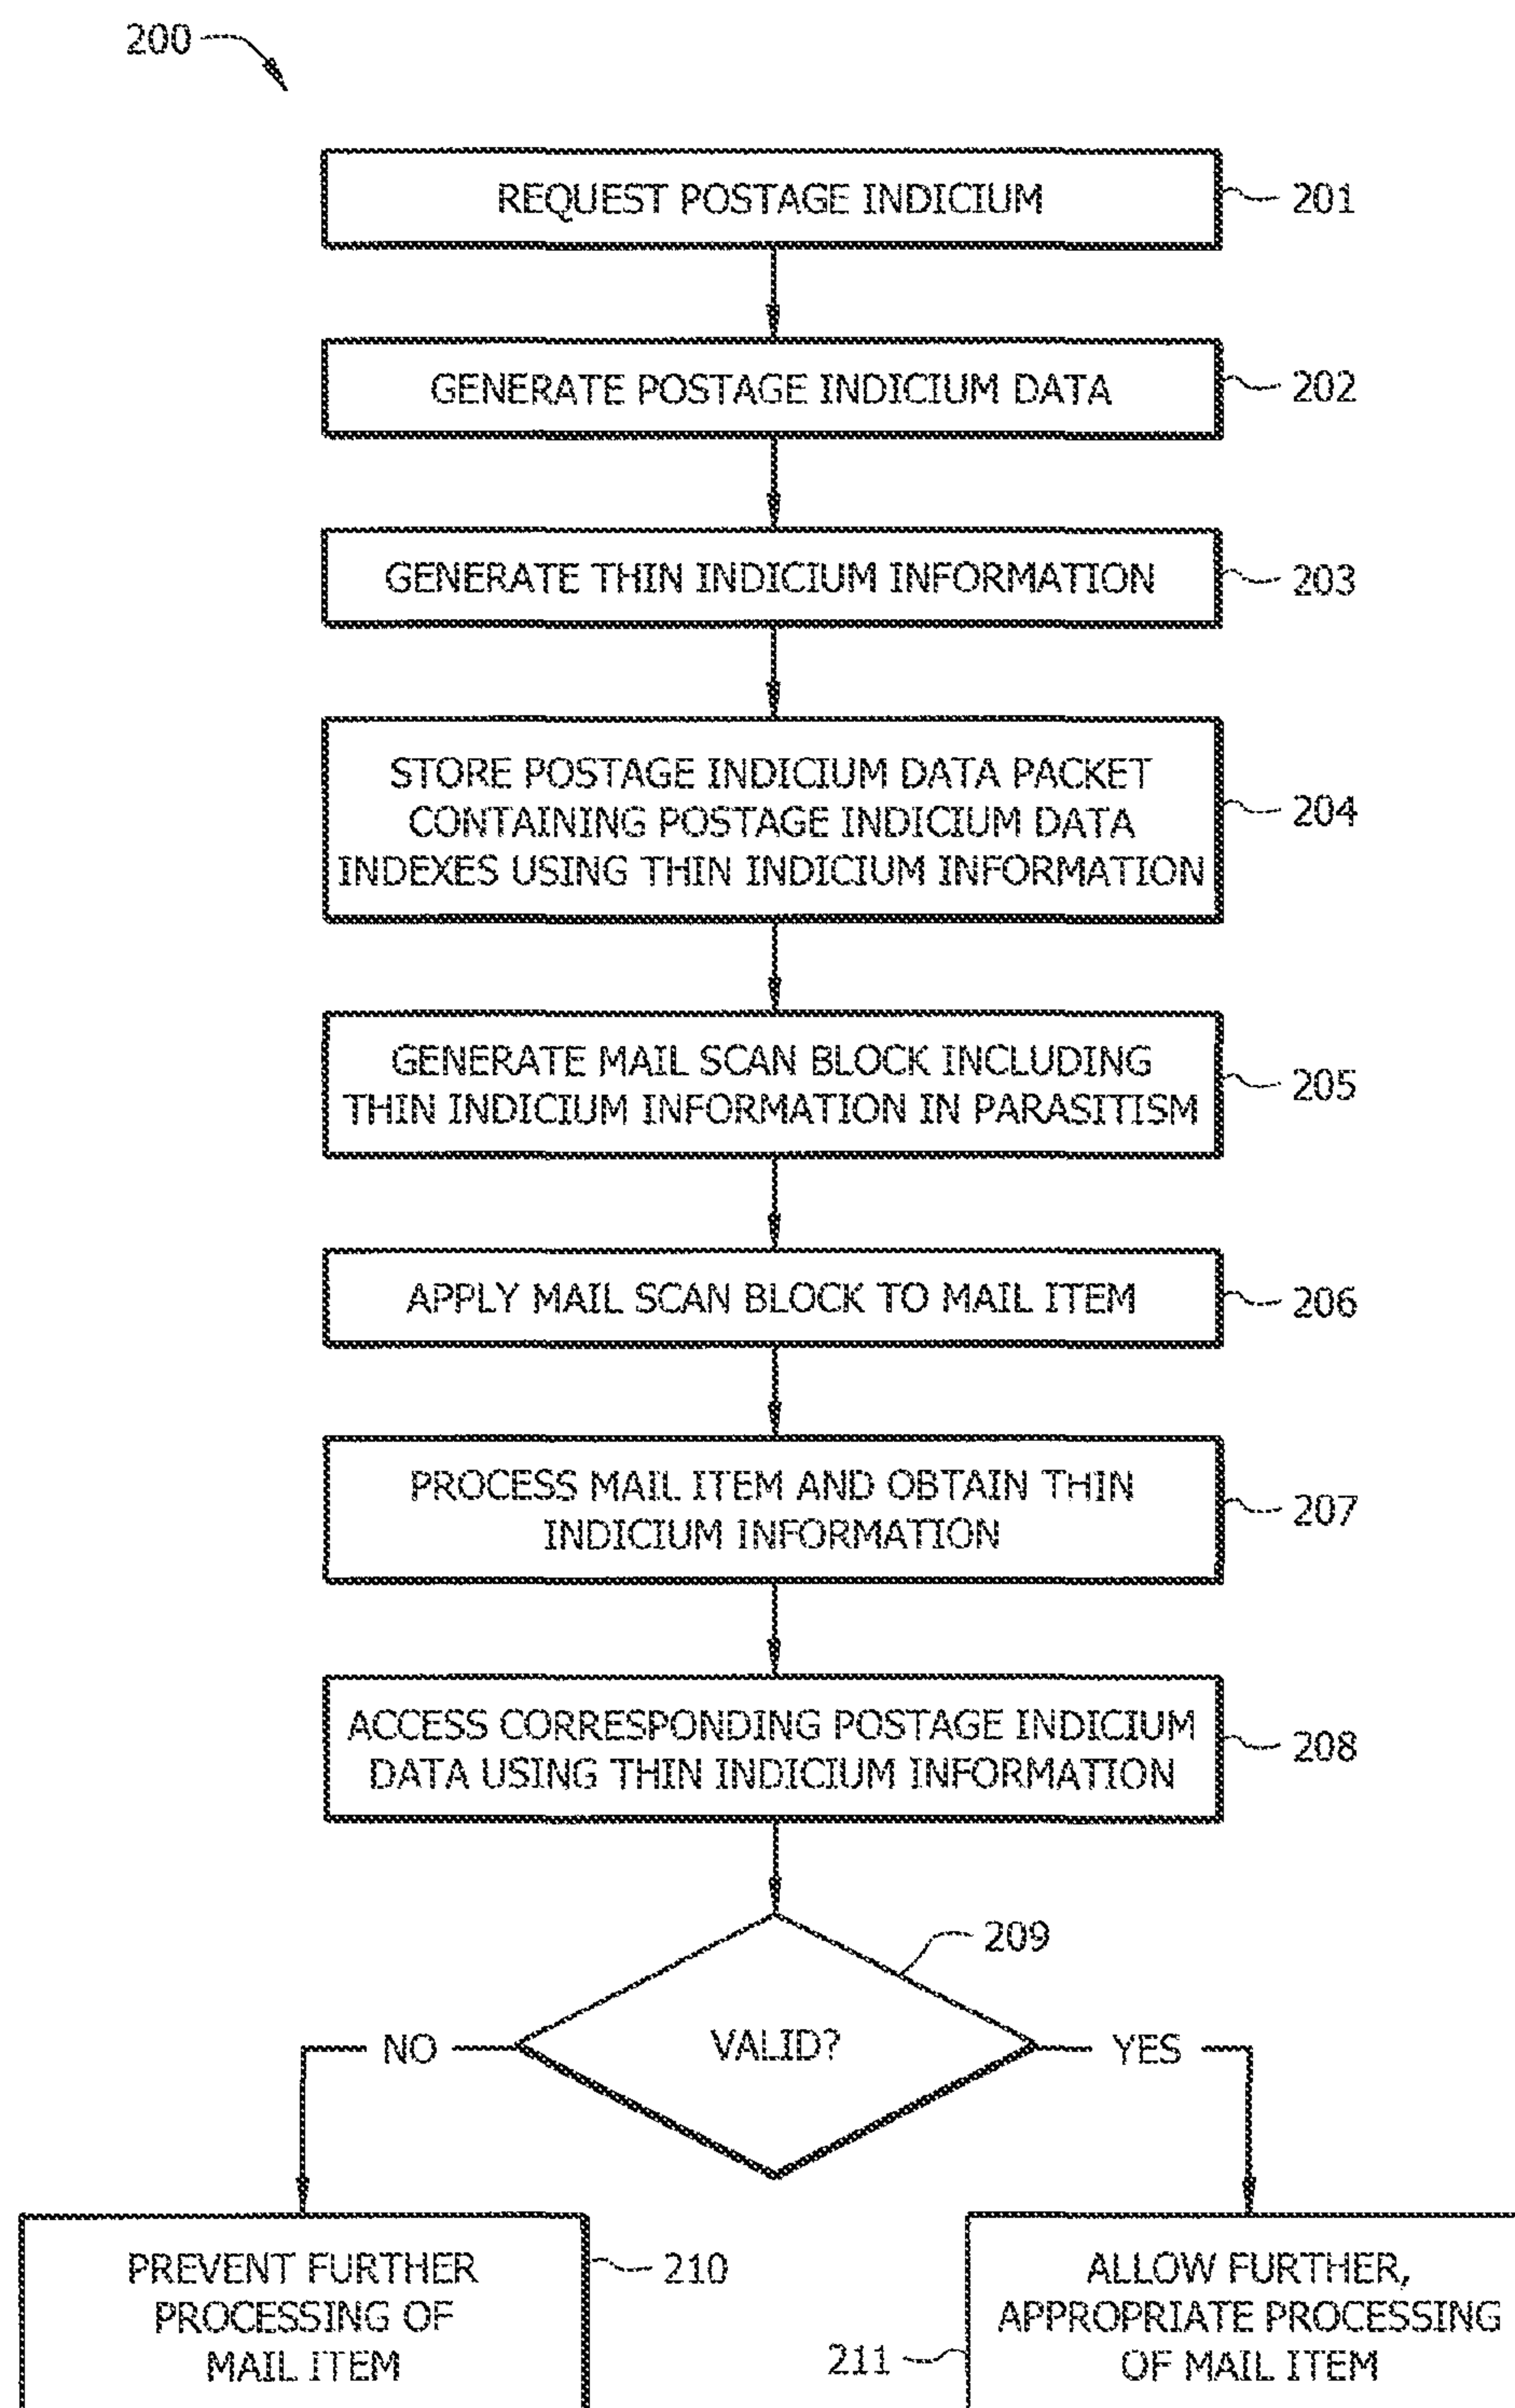 200
REQUEST POSTAGE INDICIUM
201
GENERATE POSTAGE INDICIUM DATA
202
GENERATE THIN INDICIUM INFORMATION
203
STORE POSTAGE INDICIUM DATA PACKET
CONTAINING POSTAGE INDICIUM DATA
INDEXES USING THIN INDICIUM INFORMATION
204
GENERATE MAIL SCAN BLOCK INCLUDING
THIN INDICIUM INFORMATION IN PARASITISM
205
APPLY MAIL SCAN BLOCK TO MAIL ITEM
206
PROCESS MAIL ITEM AND OBTAIN THIN
INDICIUM INFORMATION
207
ACCESS CORRESPONDING POSTAGE INDICIUM
DATA USING THIN INDICIUM INFORMATION
208
209
VALID?
NO
YES
PREVENT FURTHER
PROCESSING OF
MAIL ITEM
210
ALLOW FURTHER,
APPROPRIATE PROCESSING
OF MAIL ITEM
211